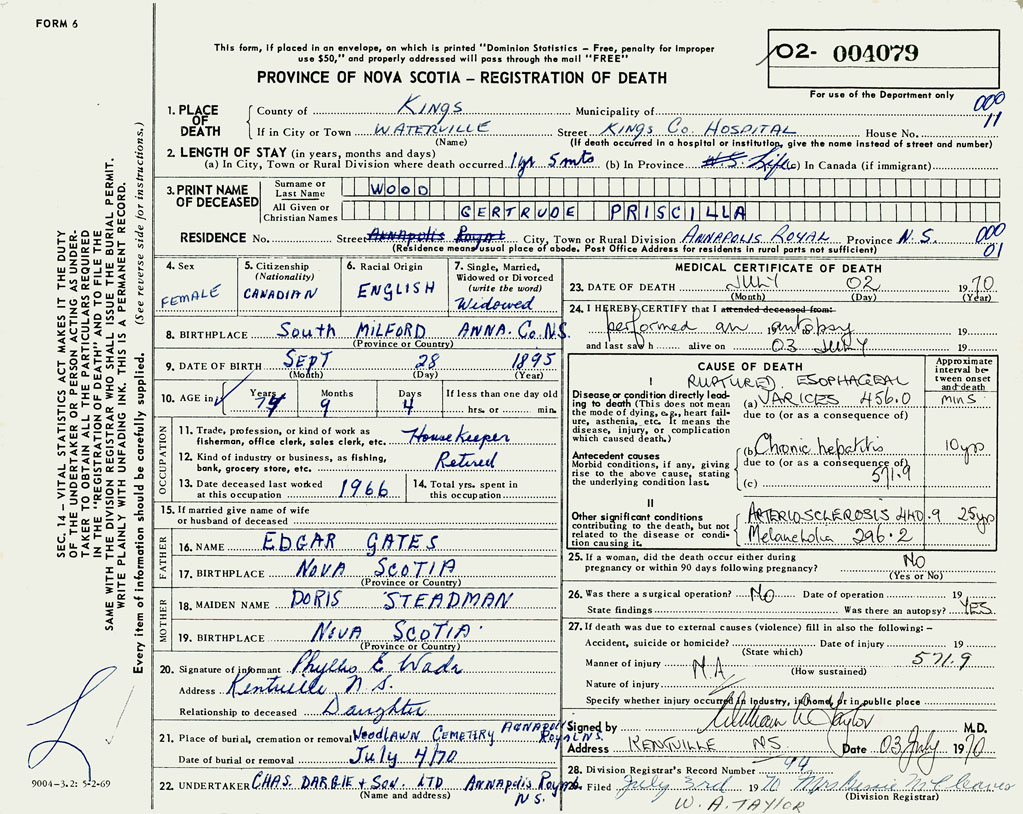 FORM 6
This form, if placed in an envelope, on which is printed "Dominion Statistics – Free, penalty for improper
use $50," and properly addressed will pass through the mail "FREE"
PROVINCE OF NOVA SCOTIA – REGISTRATION OF DEATH
02- 004079
For use of the Department only
000
11
1. PLACE OF DEATH
County of KINGS Municipality of
If in City or Town WATERVILLE Street KINGS CO. HOSPITAL House No.
(Name) (If death occurred in a hospital or institution, give the name instead of street and number)
2. LENGTH OF STAY (in years, months and days)
(a) In City, Town or Rural Division where death occurred 1 yr 5 mts (b) In Province N.S. Life (c) In Canada (if immigrant)
3. PRINT NAME OF DECEASED
Surname or Last Name WOOD
All Given or Christian Names GERTRUDE PRISCILLA
RESIDENCE No. Street Annapolis Royal City, Town or Rural Division ANNAPOLIS ROYAL Province N.S.
000
01
(Residence means usual place of abode. Post Office Address for residents in rural parts not sufficient)
4. Sex
FEMALE
5. Citizenship
(Nationality)
CANADIAN
6. Racial Origin
ENGLISH
7. Single, Married,
Widowed or Divorced
(write the word)
Widowed
8. BIRTHPLACE South MILFORD ANNA. Co. N.S.
(Province or Country)
9. DATE OF BIRTH SEPT 28 1895
(Month) (Day) (Year)
10. AGE in Years Months Days If less than one day old
74 9 4 hrs. or min.
OCCUPATION
11. Trade, profession, or kind of work as
fisherman, office clerk, sales clerk, etc. HouseKeeper
12. Kind of industry or business, as fishing,
bank, grocery store, etc. Retired
13. Date deceased last worked
at this occupation 1966
14. Total yrs. spent in
this occupation
15. If married give name of wife
or husband of deceased
FATHER
16. NAME EDGAR GATES
17. BIRTHPLACE NOVA SCOTIA
(Province or Country)
MOTHER
18. MAIDEN NAME DORIS STEADMAN
19. BIRTHPLACE NOVA SCOTIA
(Province or Country)
20. Signature of informant Phyllis E Wade
Address Kentville N.S.
Relationship to deceased Daughter
21. Place of burial, cremation or removal WOODLAWN CEMETERY ANNAPOLIS ROYAL N.S.
Date of burial or removal July 4/70
22. UNDERTAKER CHAS. DARGIE & SON. LTD ANNAPOLIS ROYAL
N.S.
(Name and address)
MEDICAL CERTIFICATE OF DEATH
23. DATE OF DEATH JULY 02 1970
(Month) (Day) (Year)
24. I HEREBY CERTIFY that I attended deceased from:
performed an autopsy 19
and last saw h alive on 03 JULY 19
CAUSE OF DEATH
Approximate
interval be-
tween onset
and death
I
Disease or condition directly lead-
ing to death (This does not mean
the mode of dying, e.g., heart fail-
ure, asthenia, etc. It means the
disease, injury, or complication
which caused death.)
RUPTURED ESOPHAGEAL
(a) VARICES 456.0 mins
due to (or as a consequence of)
Antecedent causes
Morbid conditions, if any, giving
rise to the above cause, stating
the underlying condition last.
(b) Chronic hepatitis 10 yrs
due to (or as a consequence of)
571.9
(c)
II
Other significant conditions
contributing to the death, but not
related to the disease or condi-
tion causing it.
ARTERIOSCLEROSIS 440.9 25 yrs
Melancholia 296.2
25. If a woman, did the death occur either during
pregnancy or within 90 days following pregnancy? NO
(Yes or No)
26. Was there a surgical operation? No Date of operation 19
State findings Was there an autopsy? YES
27. If death was due to external causes (violence) fill in also the following: –
Accident, suicide or homicide? Date of injury 19
(State which)
571.9
Manner of injury N.A.
(How sustained)
Nature of injury
Specify whether injury occurred in industry, in home, or in public place
Signed by William A Taylor M.D.
Address KENTVILLE NS Date 03 July 1970
28. Division Registrar's Record Number 94
29. Filed July 3rd 1970 Mrs
(Division Registrar)
W. A. TAYLOR
SEC. 14 – VITAL STATISTICS ACT MAKES IT THE DUTY
OF THE UNDERTAKER OR PERSON ACTING AS UNDER-
TAKER TO OBTAIN ALL THE PARTICULARS REQUIRED
IN THE "REGISTRATION OF DEATH" AND TO FILE THE
SAME WITH THE DIVISION REGISTRAR WHO SHALL ISSUE THE BURIAL PERMIT.
WRITE PLAINLY WITH UNFADING INK. THIS IS A PERMANENT RECORD.
Every item of information should be carefully supplied. (See reverse side for instructions.)
9004-3.2: 5-2-69